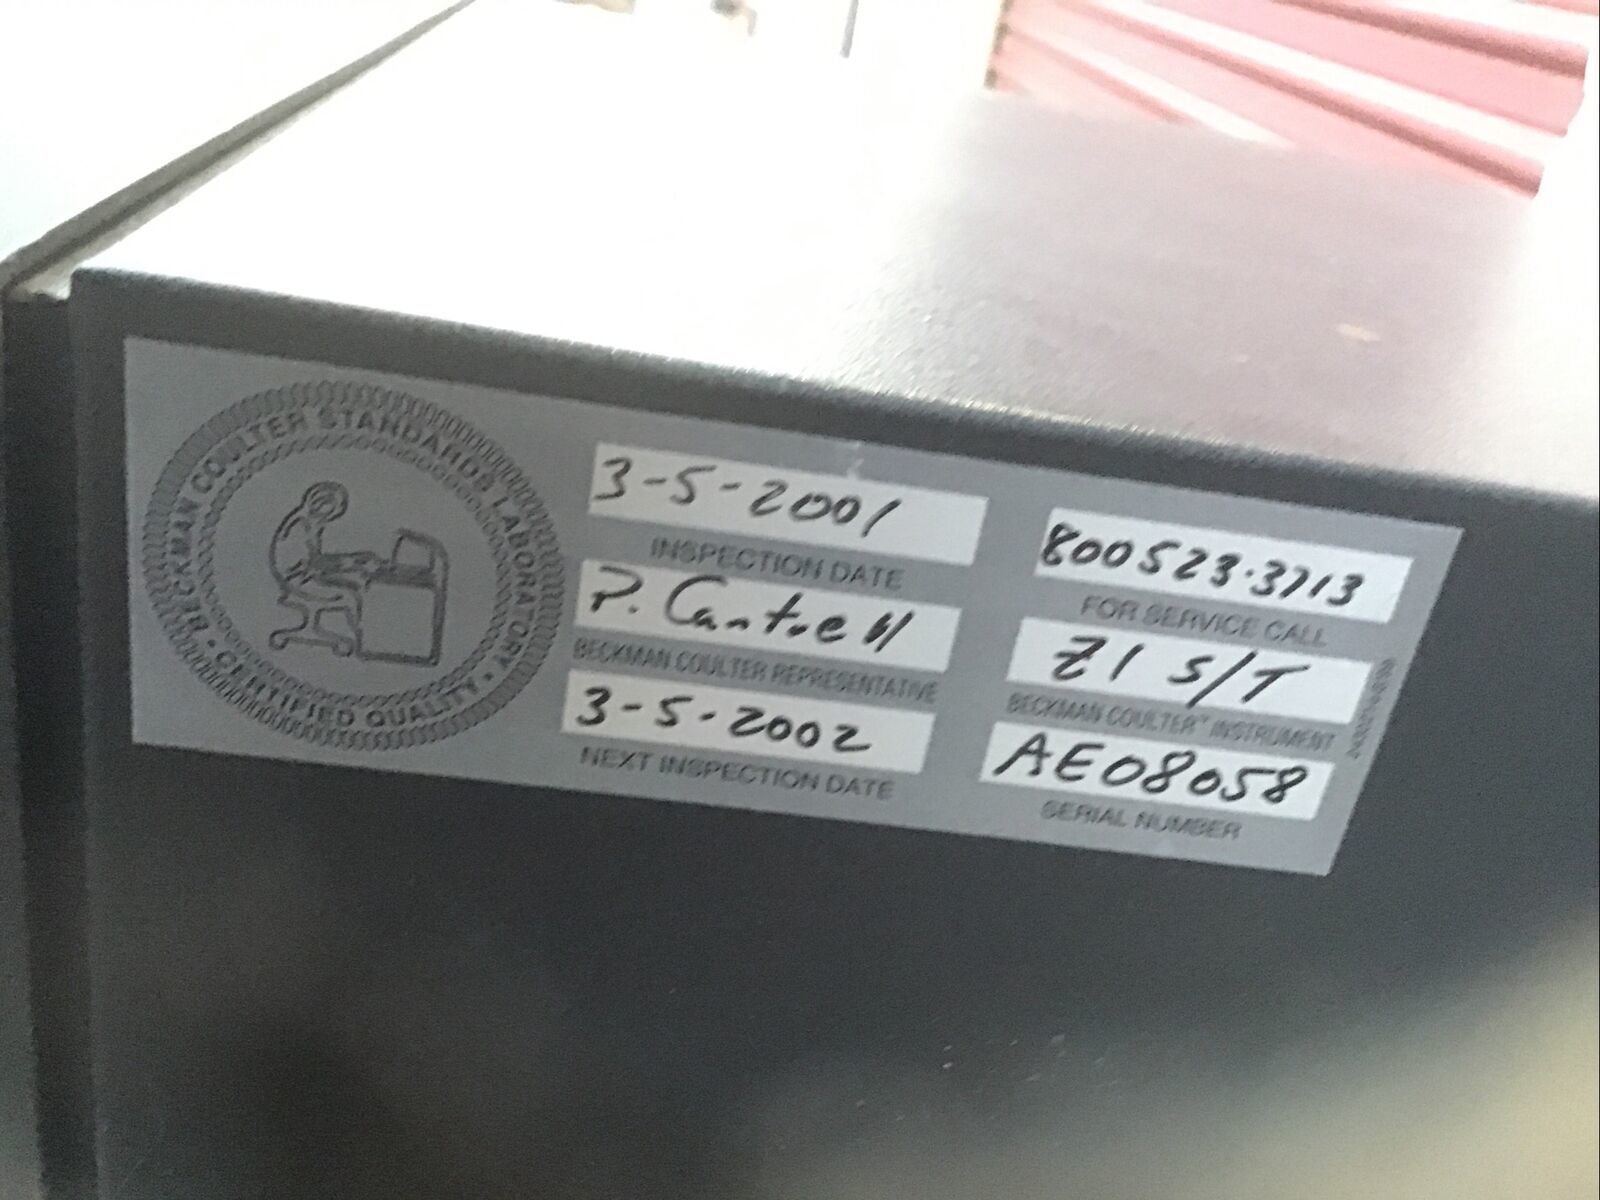 BECKMAN COULTER STANDARDS LABORATORY
• CERTIFIED QUALITY •
3-5-2001
INSPECTION DATE
P. Cantrell
BECKMAN COULTER REPRESENTATIVE
3-5-2002
NEXT INSPECTION DATE
800523-3713
FOR SERVICE CALL
Z1 S/T
BECKMAN COULTER™ INSTRUMENT
AE08058
SERIAL NUMBER